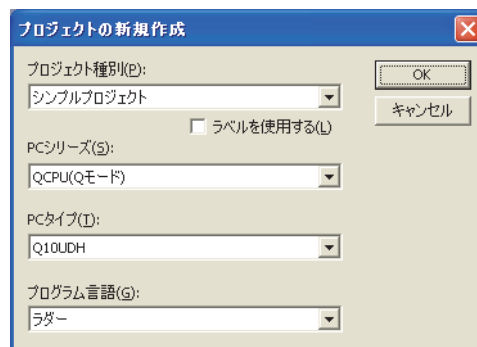 プロジェクトの新規作成
プロジェクト種別(P):
シンプルプロジェクト
ラベルを使用する(L)
PCシリーズ(S):
QCPU(Qモード)
PCタイプ(T):
Q10UDH
プログラム言語(G):
ラダー
OK
キャンセル